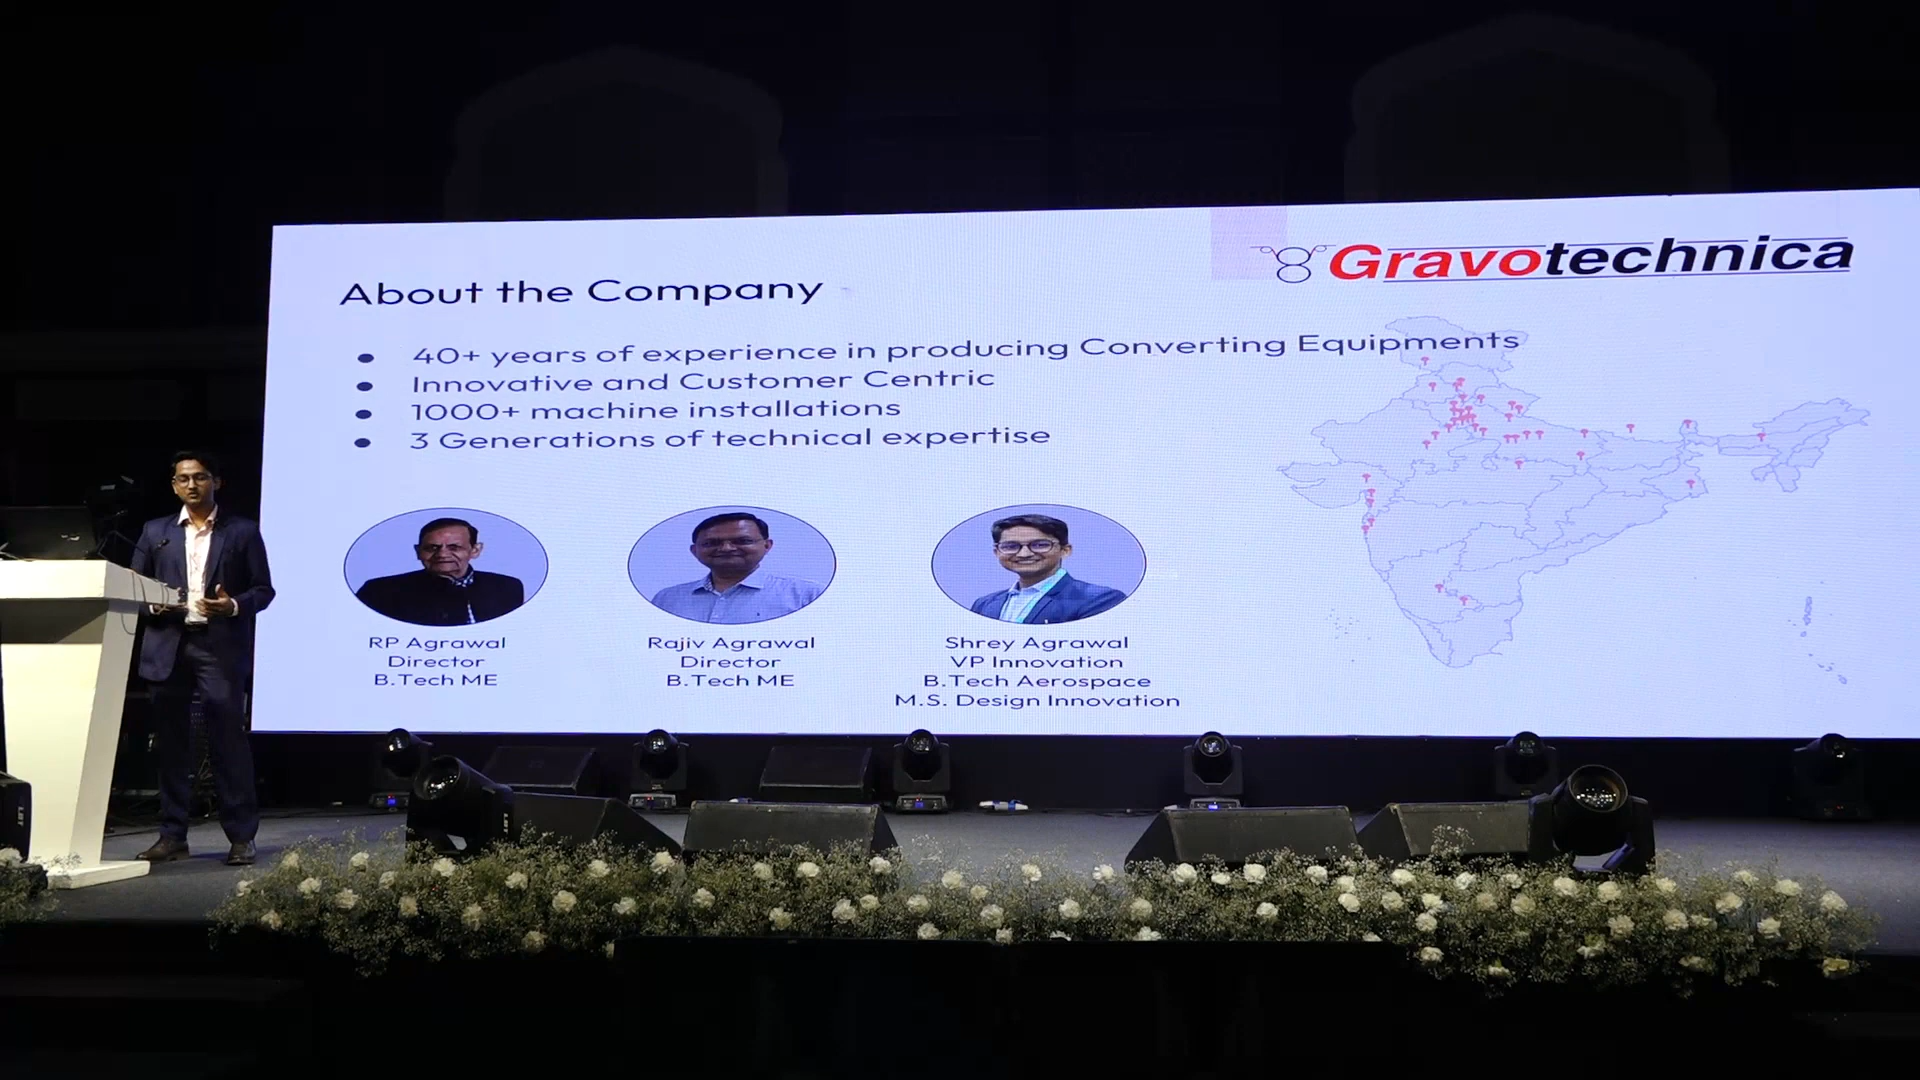 Gravotechnica
About the Company
● 40+ years of experience in producing Converting Equipments
● Innovative and Customer Centric
● 1000+ machine installations
● 3 Generations of technical expertise
RP Agrawal
Director
B.Tech ME
Rajiv Agrawal
Director
B.Tech ME
Shrey Agrawal
VP Innovation
B.Tech Aerospace
M.S. Design Innovation